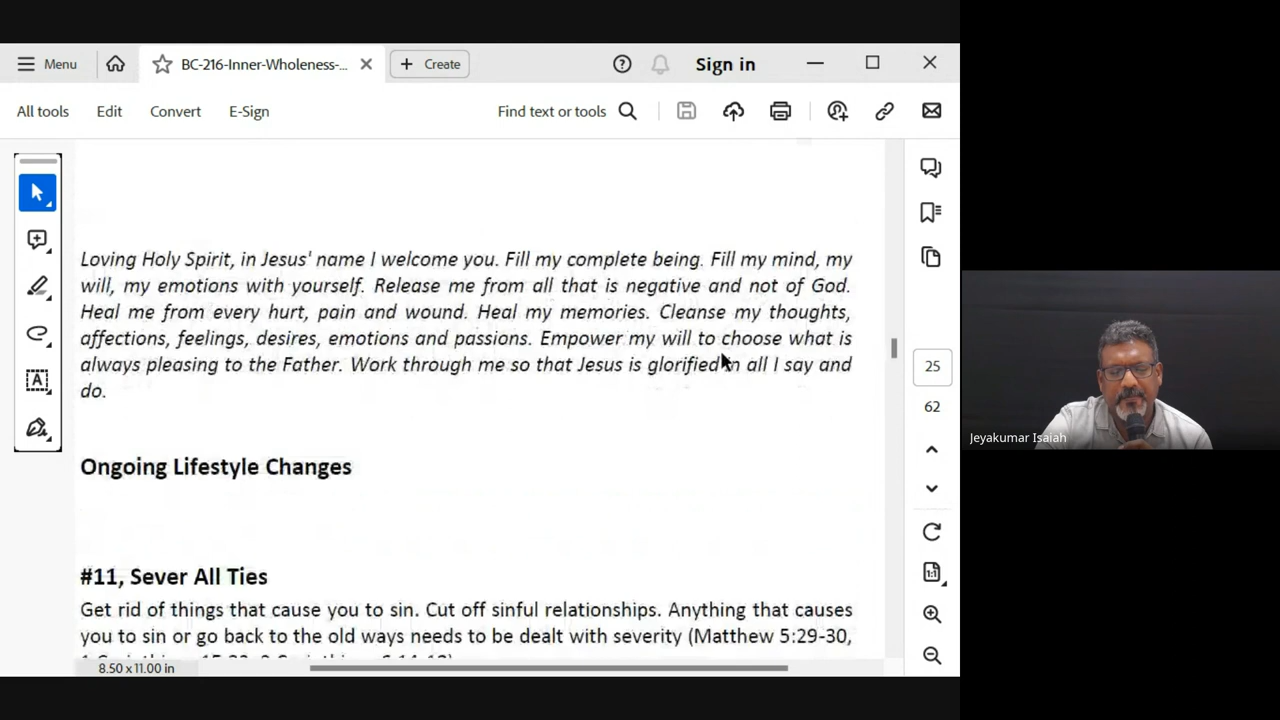 Menu
BC-216-Inner-Wholeness-...
Create
Sign in
All tools
Edit
Convert
E-Sign
Find text or tools
Loving Holy Spirit, in Jesus' name I welcome you. Fill my complete being. Fill my mind, my
will, my emotions with yourself. Release me from all that is negative and not of God.
Heal me from every hurt, pain and wound. Heal my memories. Cleanse my thoughts,
affections, feelings, desires, emotions and passions. Empower my will to choose what is
always pleasing to the Father. Work through me so that Jesus is glorified in all I say and
do.
Ongoing Lifestyle Changes
#11, Sever All Ties
Get rid of things that cause you to sin. Cut off sinful relationships. Anything that causes
you to sin or go back to the old ways needs to be dealt with severity (Matthew 5:29-30,
8.50 x 11.00 in
25
62
1:1
Jeyakumar Isaiah